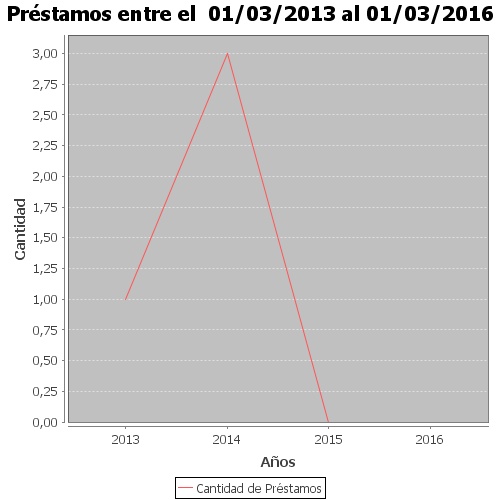 Préstamos entre el  01/03/2013 al 01/03/2016
3,00
2,75
2,50
2,25
2,00
1,75
1,50
1,25
1,00
0,75
0,50
0,25
0,00
Cantidad
2013 2014 2015 2016
Años
Cantidad de Préstamos